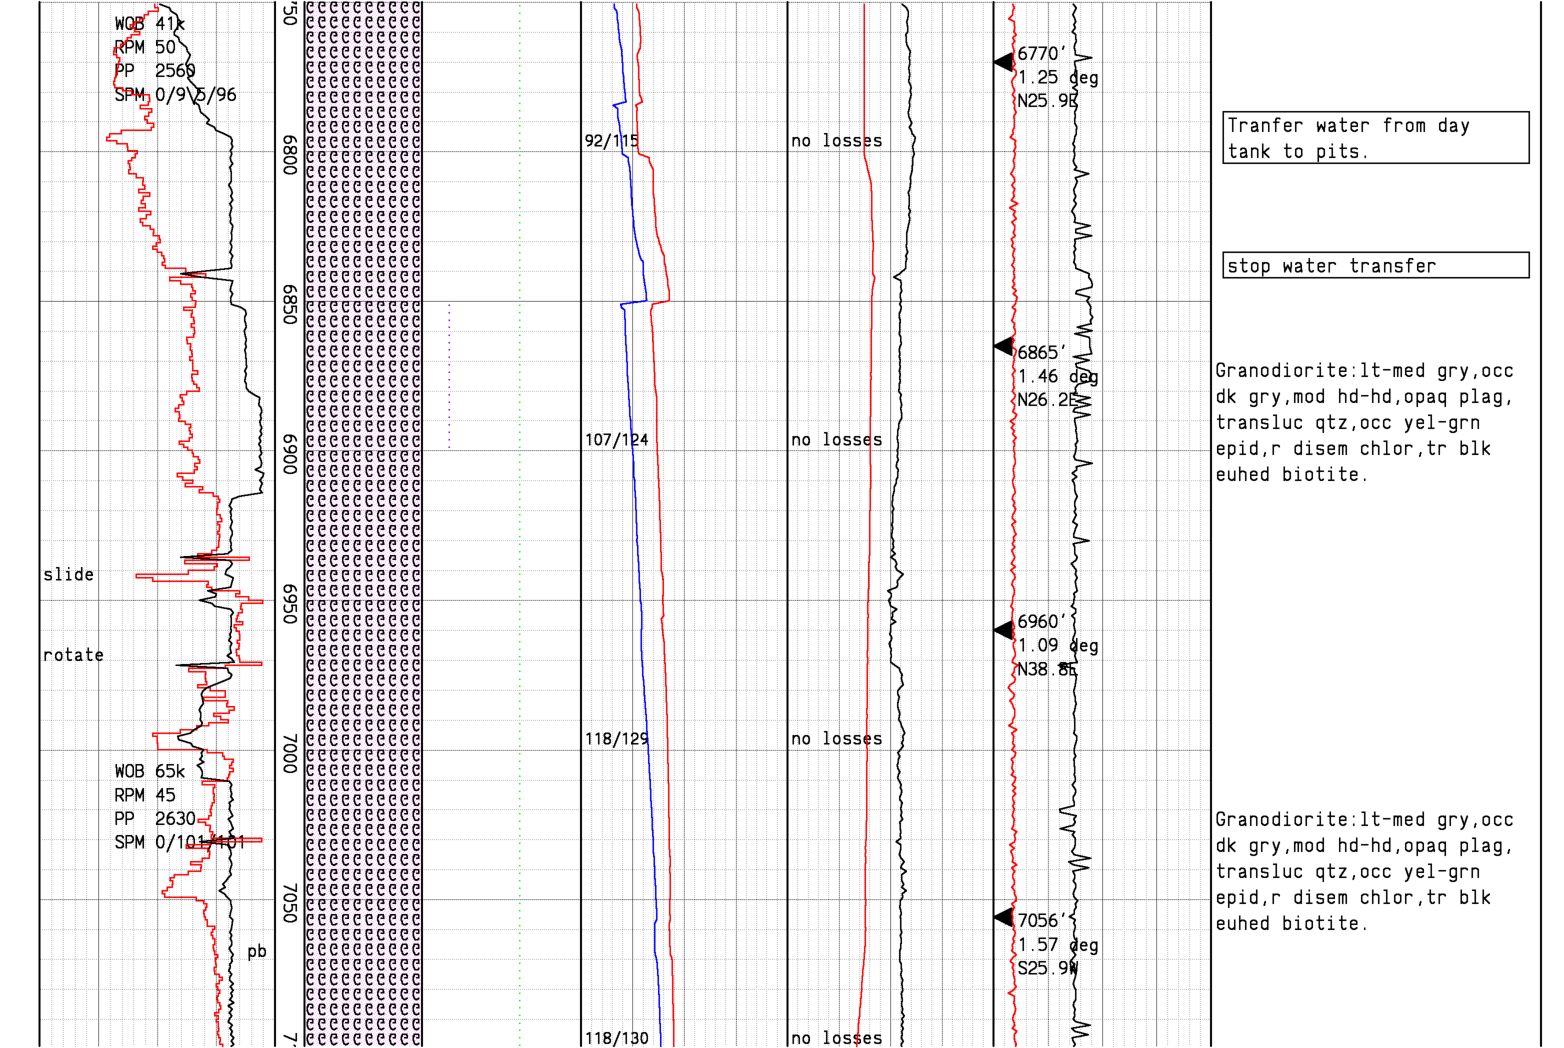 WOB 41k
RPM 50
PP 2560
SPM 0/95/96
slide
rotate
WOB 65k
RPM 45
PP 2630
SPM 0/101/101
pb
6800
6850
6900
6950
7000
7050
92/115
107/124
118/129
118/130
no losses
no losses
no losses
no losses
6770'
1.25 deg
N25.9E
6865'
1.46 deg
N26.2E
6960'
1.09 deg
N38.8E
7056'
1.57 deg
S25.9W
Tranfer water from day
tank to pits.
stop water transfer
Granodiorite:lt-med gry,occ
dk gry,mod hd-hd,opaq plag,
transluc qtz,occ yel-grn
epid,r disem chlor,tr blk
euhed biotite.
Granodiorite:lt-med gry,occ
dk gry,mod hd-hd,opaq plag,
transluc qtz,occ yel-grn
epid,r disem chlor,tr blk
euhed biotite.